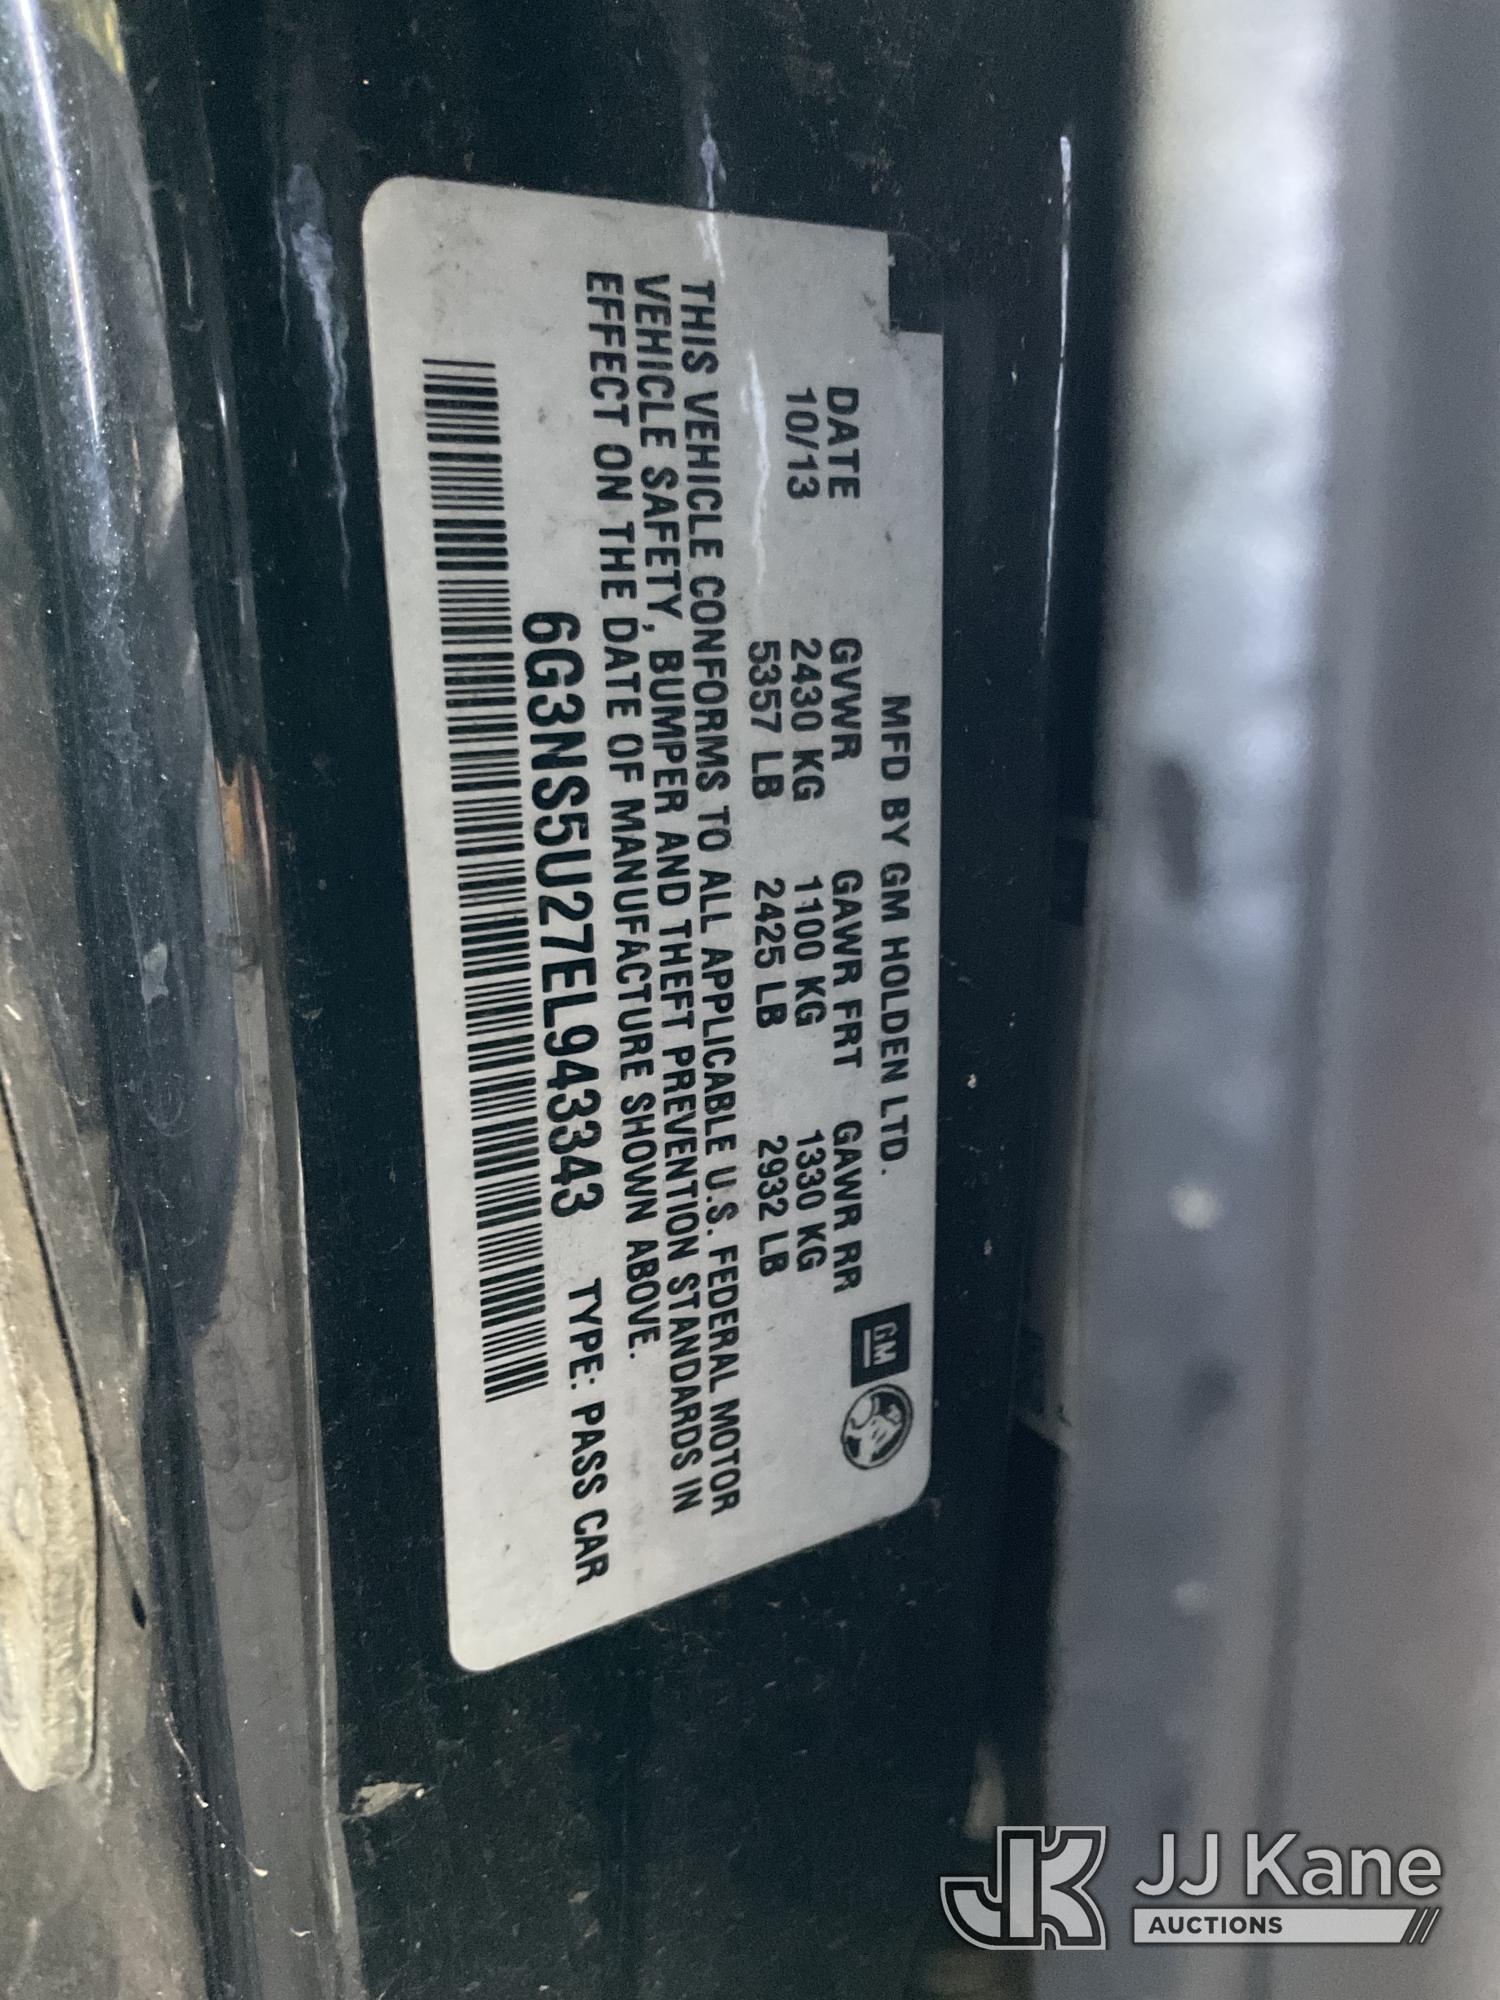 MFD BY GM HOLDEN LTD.
GM
DATE GVWR GAWR FRT GAWR RR
10/13 2430 KG 1100 KG 1330 KG
5357 LB 2425 LB 2932 LB
THIS VEHICLE CONFORMS TO ALL APPLICABLE U.S. FEDERAL MOTOR
VEHICLE SAFETY, BUMPER AND THEFT PREVENTION STANDARDS IN
EFFECT ON THE DATE OF MANUFACTURE SHOWN ABOVE.
6G3NS5U27EL943343 TYPE: PASS CAR
JK JJ Kane
AUCTIONS